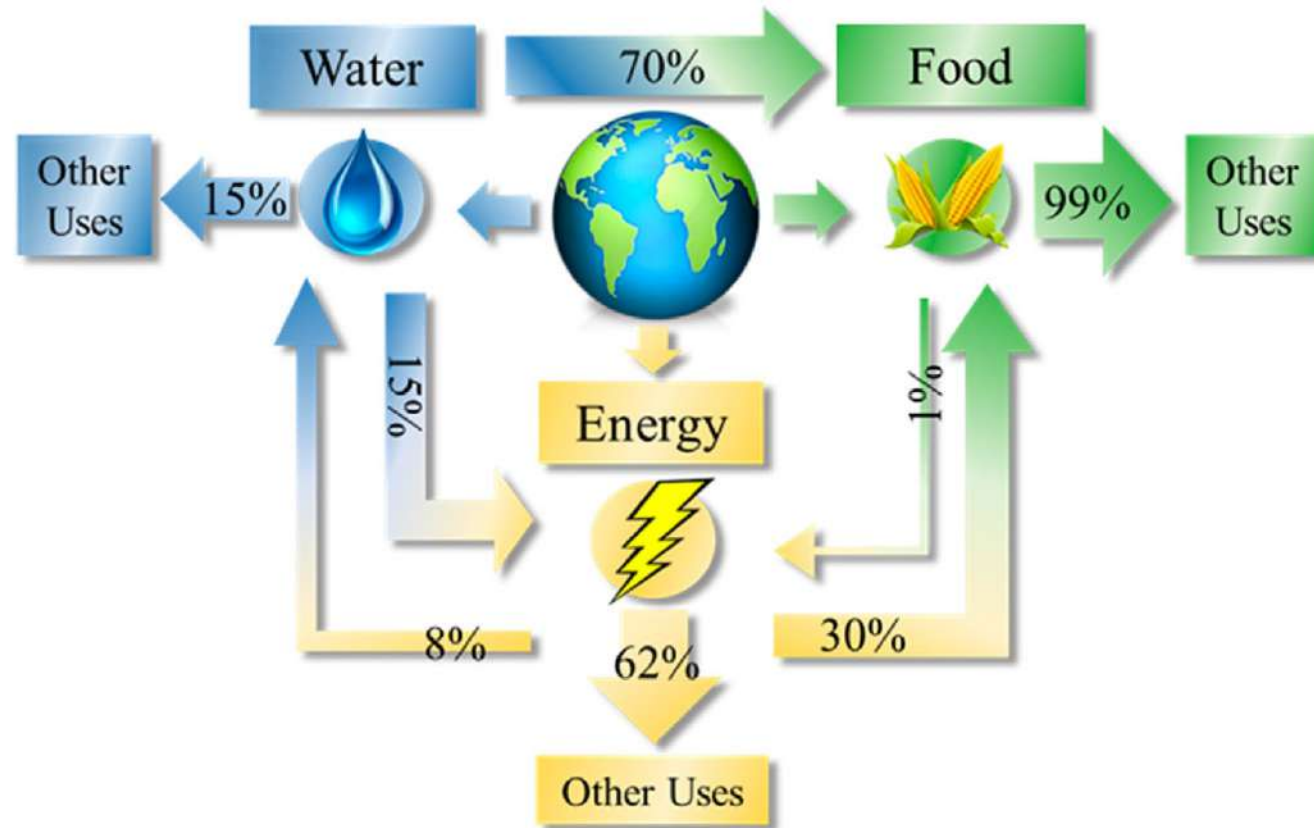 Water
70%
Food
Other
Uses
15%
99%
Other
Uses
15%
1%
Energy
8%
62%
30%
Other Uses